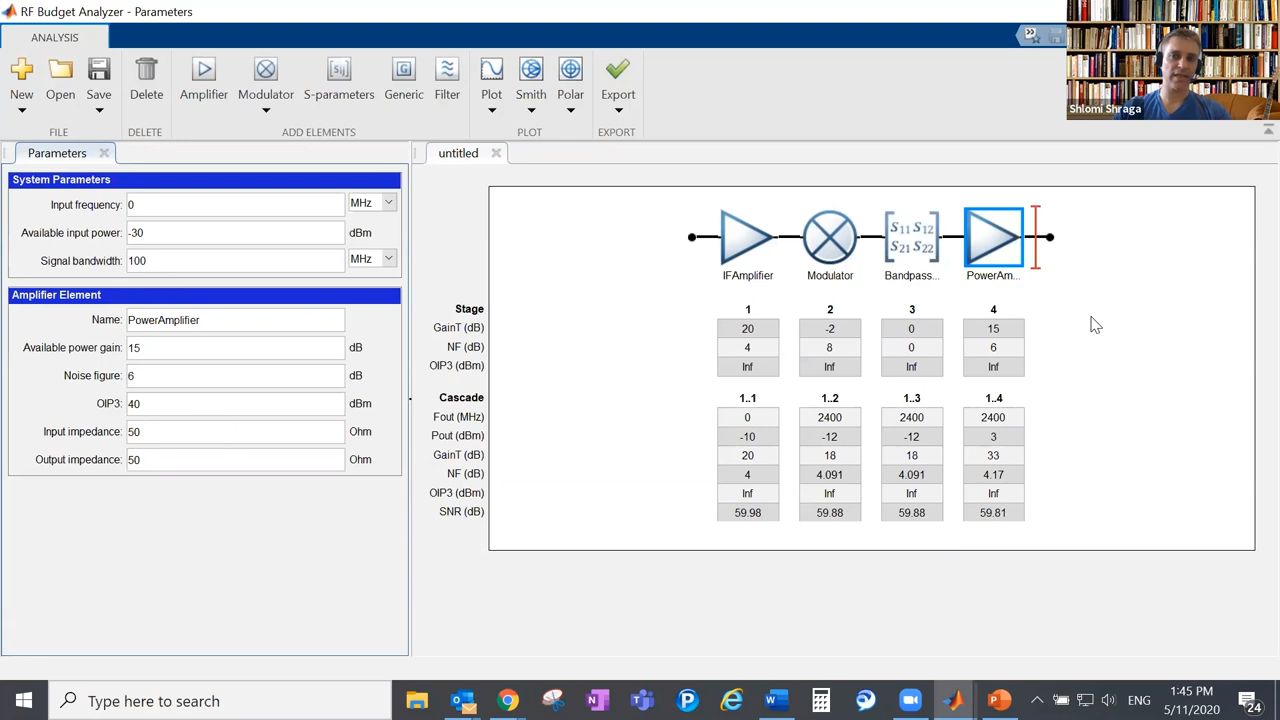 RF Budget Analyzer - Parameters
ANALYSIS
New Open Save Delete Amplifier Modulator S-parameters Generic Filter Plot Smith Polar Export
FILE DELETE ADD ELEMENTS PLOT EXPORT
Shlomi Shraga
Parameters
System Parameters
Input frequency: 0 MHz
Available input power: -30 dBm
Signal bandwidth: 100 MHz
Amplifier Element
Name: PowerAmplifier
Available power gain: 15 dB
Noise figure: 6 dB
OIP3: 40 dBm
Input impedance: 50 Ohm
Output impedance: 50 Ohm
untitled
S11 S12
S21 S22
IFAmplifier Modulator Bandpass... PowerAm...
Stage 1 2 3 4
GainT (dB) 20 -2 0 15
NF (dB) 4 8 0 6
OIP3 (dBm) Inf Inf Inf Inf
Cascade 1..1 1..2 1..3 1..4
Fout (MHz) 0 2400 2400 2400
Pout (dBm) -10 -12 -12 3
GainT (dB) 20 18 18 33
NF (dB) 4 4.091 4.091 4.17
OIP3 (dBm) Inf Inf Inf Inf
SNR (dB) 59.98 59.88 59.88 59.81
Type here to search
ENG
1:45 PM
5/11/2020
24